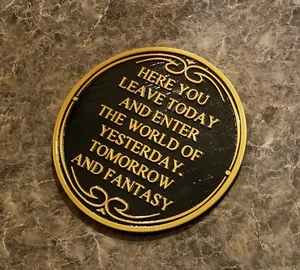 HERE YOU
LEAVE TODAY
AND ENTER
THE WORLD OF
YESTERDAY.
TOMORROW
AND FANTASY